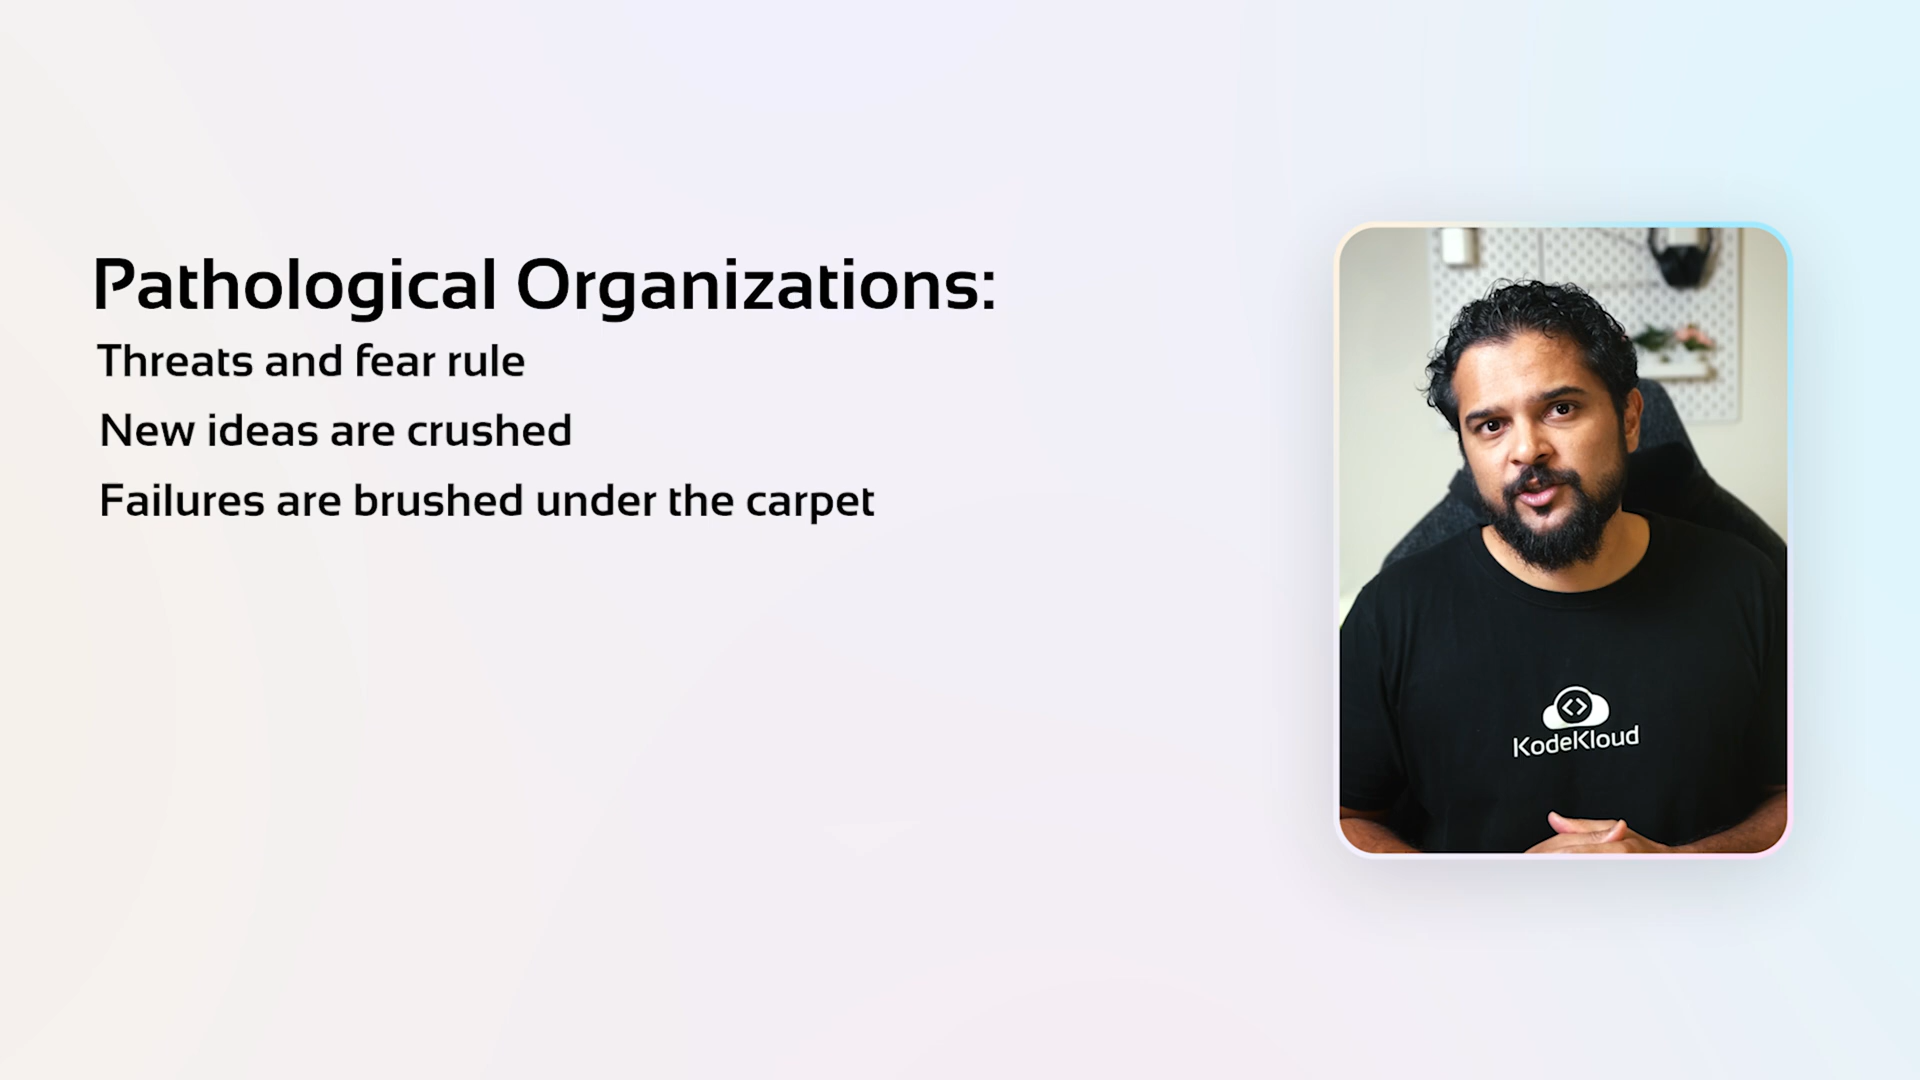 Pathological Organizations:
Threats and fear rule
New ideas are crushed
Failures are brushed under the carpet
KodeKloud